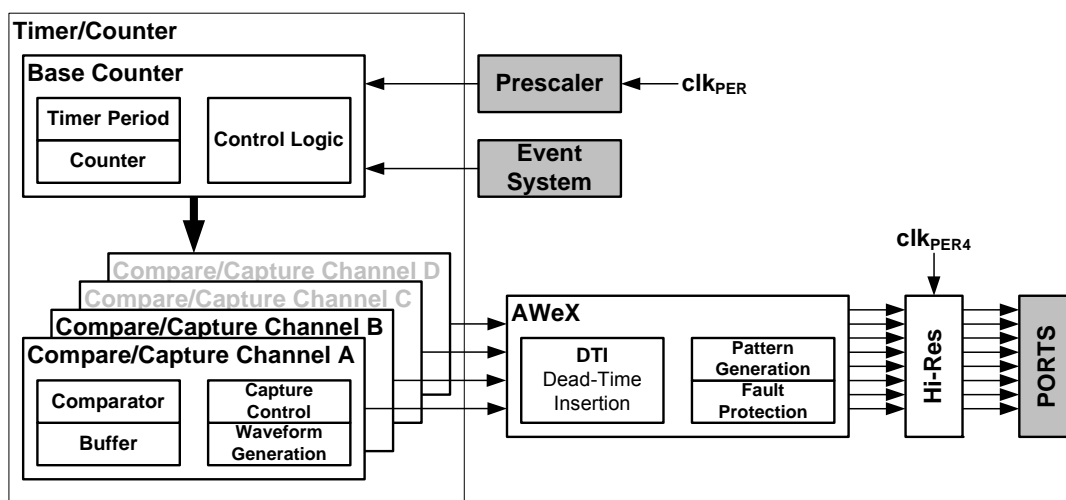 Timer/Counter
Base Counter
Timer Period
Counter
Control Logic
Prescaler
clkPER
Event
System
Compare/Capture Channel D
Compare/Capture Channel C
Compare/Capture Channel B
Compare/Capture Channel A
Comparator
Buffer
Capture
Control
Waveform
Generation
AWeX
DTI
Dead-Time
Insertion
Pattern
Generation
Fault
Protection
clkPER4
Hi-Res
PORTS